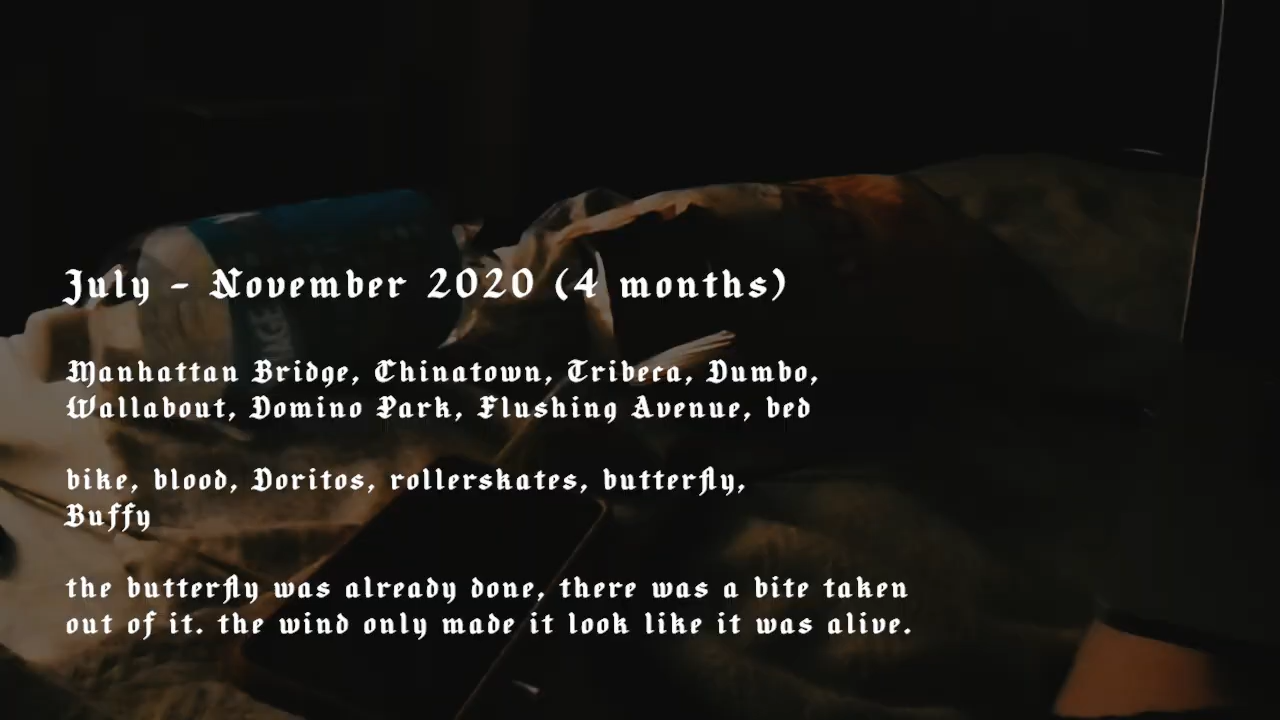 July - November 2020 (4 months)
Manhattan Bridge, Chinatown, Tribeca, Dumbo,
Wallabout, Domino Park, Flushing Avenue, bed
bike, blood, Doritos, rollerskates, butterfly,
Buffy
the butterfly was already done, there was a bite taken
out of it. the wind only made it look like it was alive.